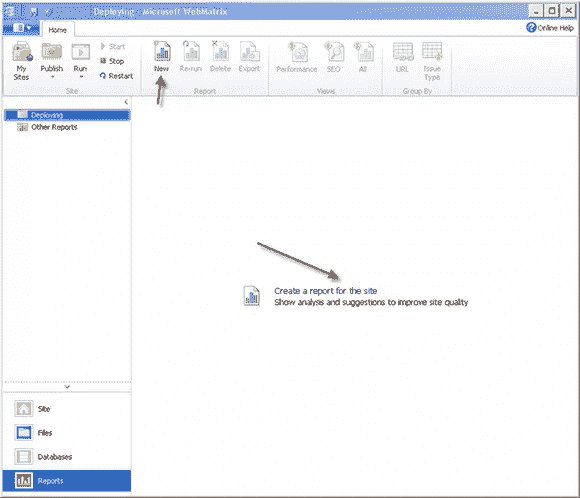 Deploying - Microsoft WebMatrix
Home
Online Help
My Sites
Publish
Run
Start
Stop
Restart
Site
New
Re-run
Delete
Export
Report
Performance
SEO
All
Views
URL
Issue Type
Group By
Deploying
Other Reports
Create a report for the site
Show analysis and suggestions to improve site quality
Site
Files
Databases
Reports